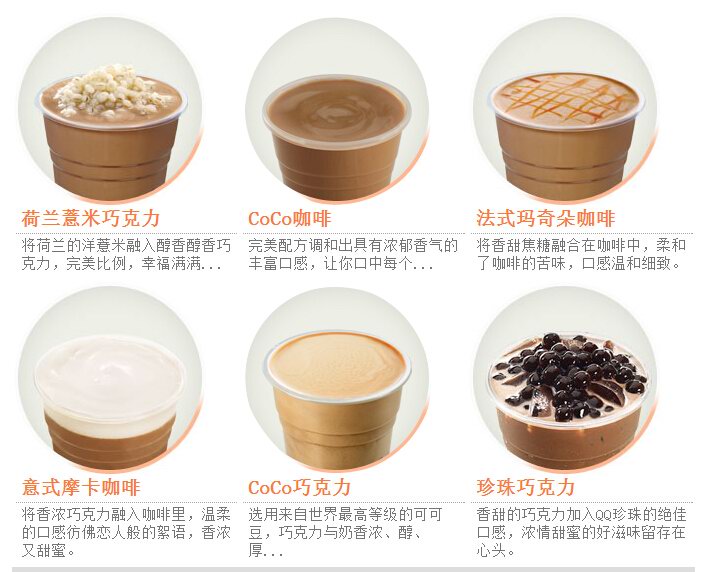 荷兰薏米巧克力
将荷兰的洋薏米融入醇香醇香巧
克力，完美比例，幸福满满...
CoCo咖啡
完美配方调和出具有浓郁香气的
丰富口感，让你口中每个...
法式玛奇朵咖啡
将香甜焦糖融合在咖啡中，柔和
了咖啡的苦味，口感温和细致。
意式摩卡咖啡
将香浓巧克力融入咖啡里，温柔
的口感彷佛恋人般的絮语，香浓
又甜蜜。
CoCo巧克力
选用来自世界最高等级的可可
豆，巧克力与奶香浓、醇、
厚...
珍珠巧克力
香甜的巧克力加入QQ珍珠的绝佳
口感，浓情甜蜜的好滋味留存在
心头。